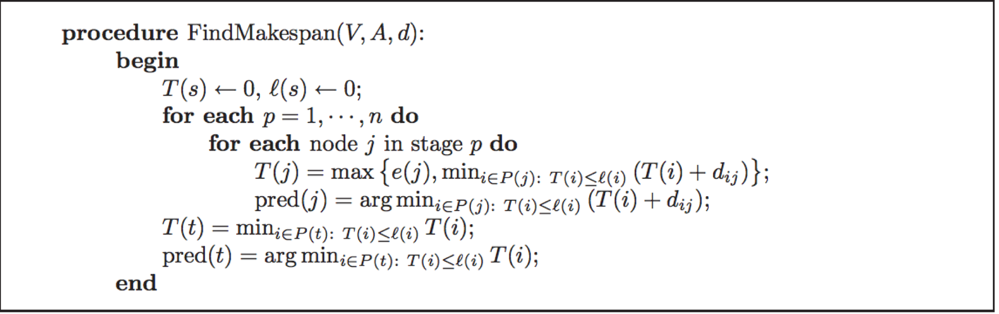 procedure FindMakespan(V, A, d):
begin
T(s) ← 0, ℓ(s) ← 0;
for each p = 1, ⋯ , n do
for each node j in stage p do
T(j) = max {e(j), min_{i∈P(j): T(i)≤ℓ(i)} (T(i) + d_{ij})};
pred(j) = arg min_{i∈P(j): T(i)≤ℓ(i)} (T(i) + d_{ij});
T(t) = min_{i∈P(t): T(i)≤ℓ(i)} T(i);
pred(t) = arg min_{i∈P(t): T(i)≤ℓ(i)} T(i);
end